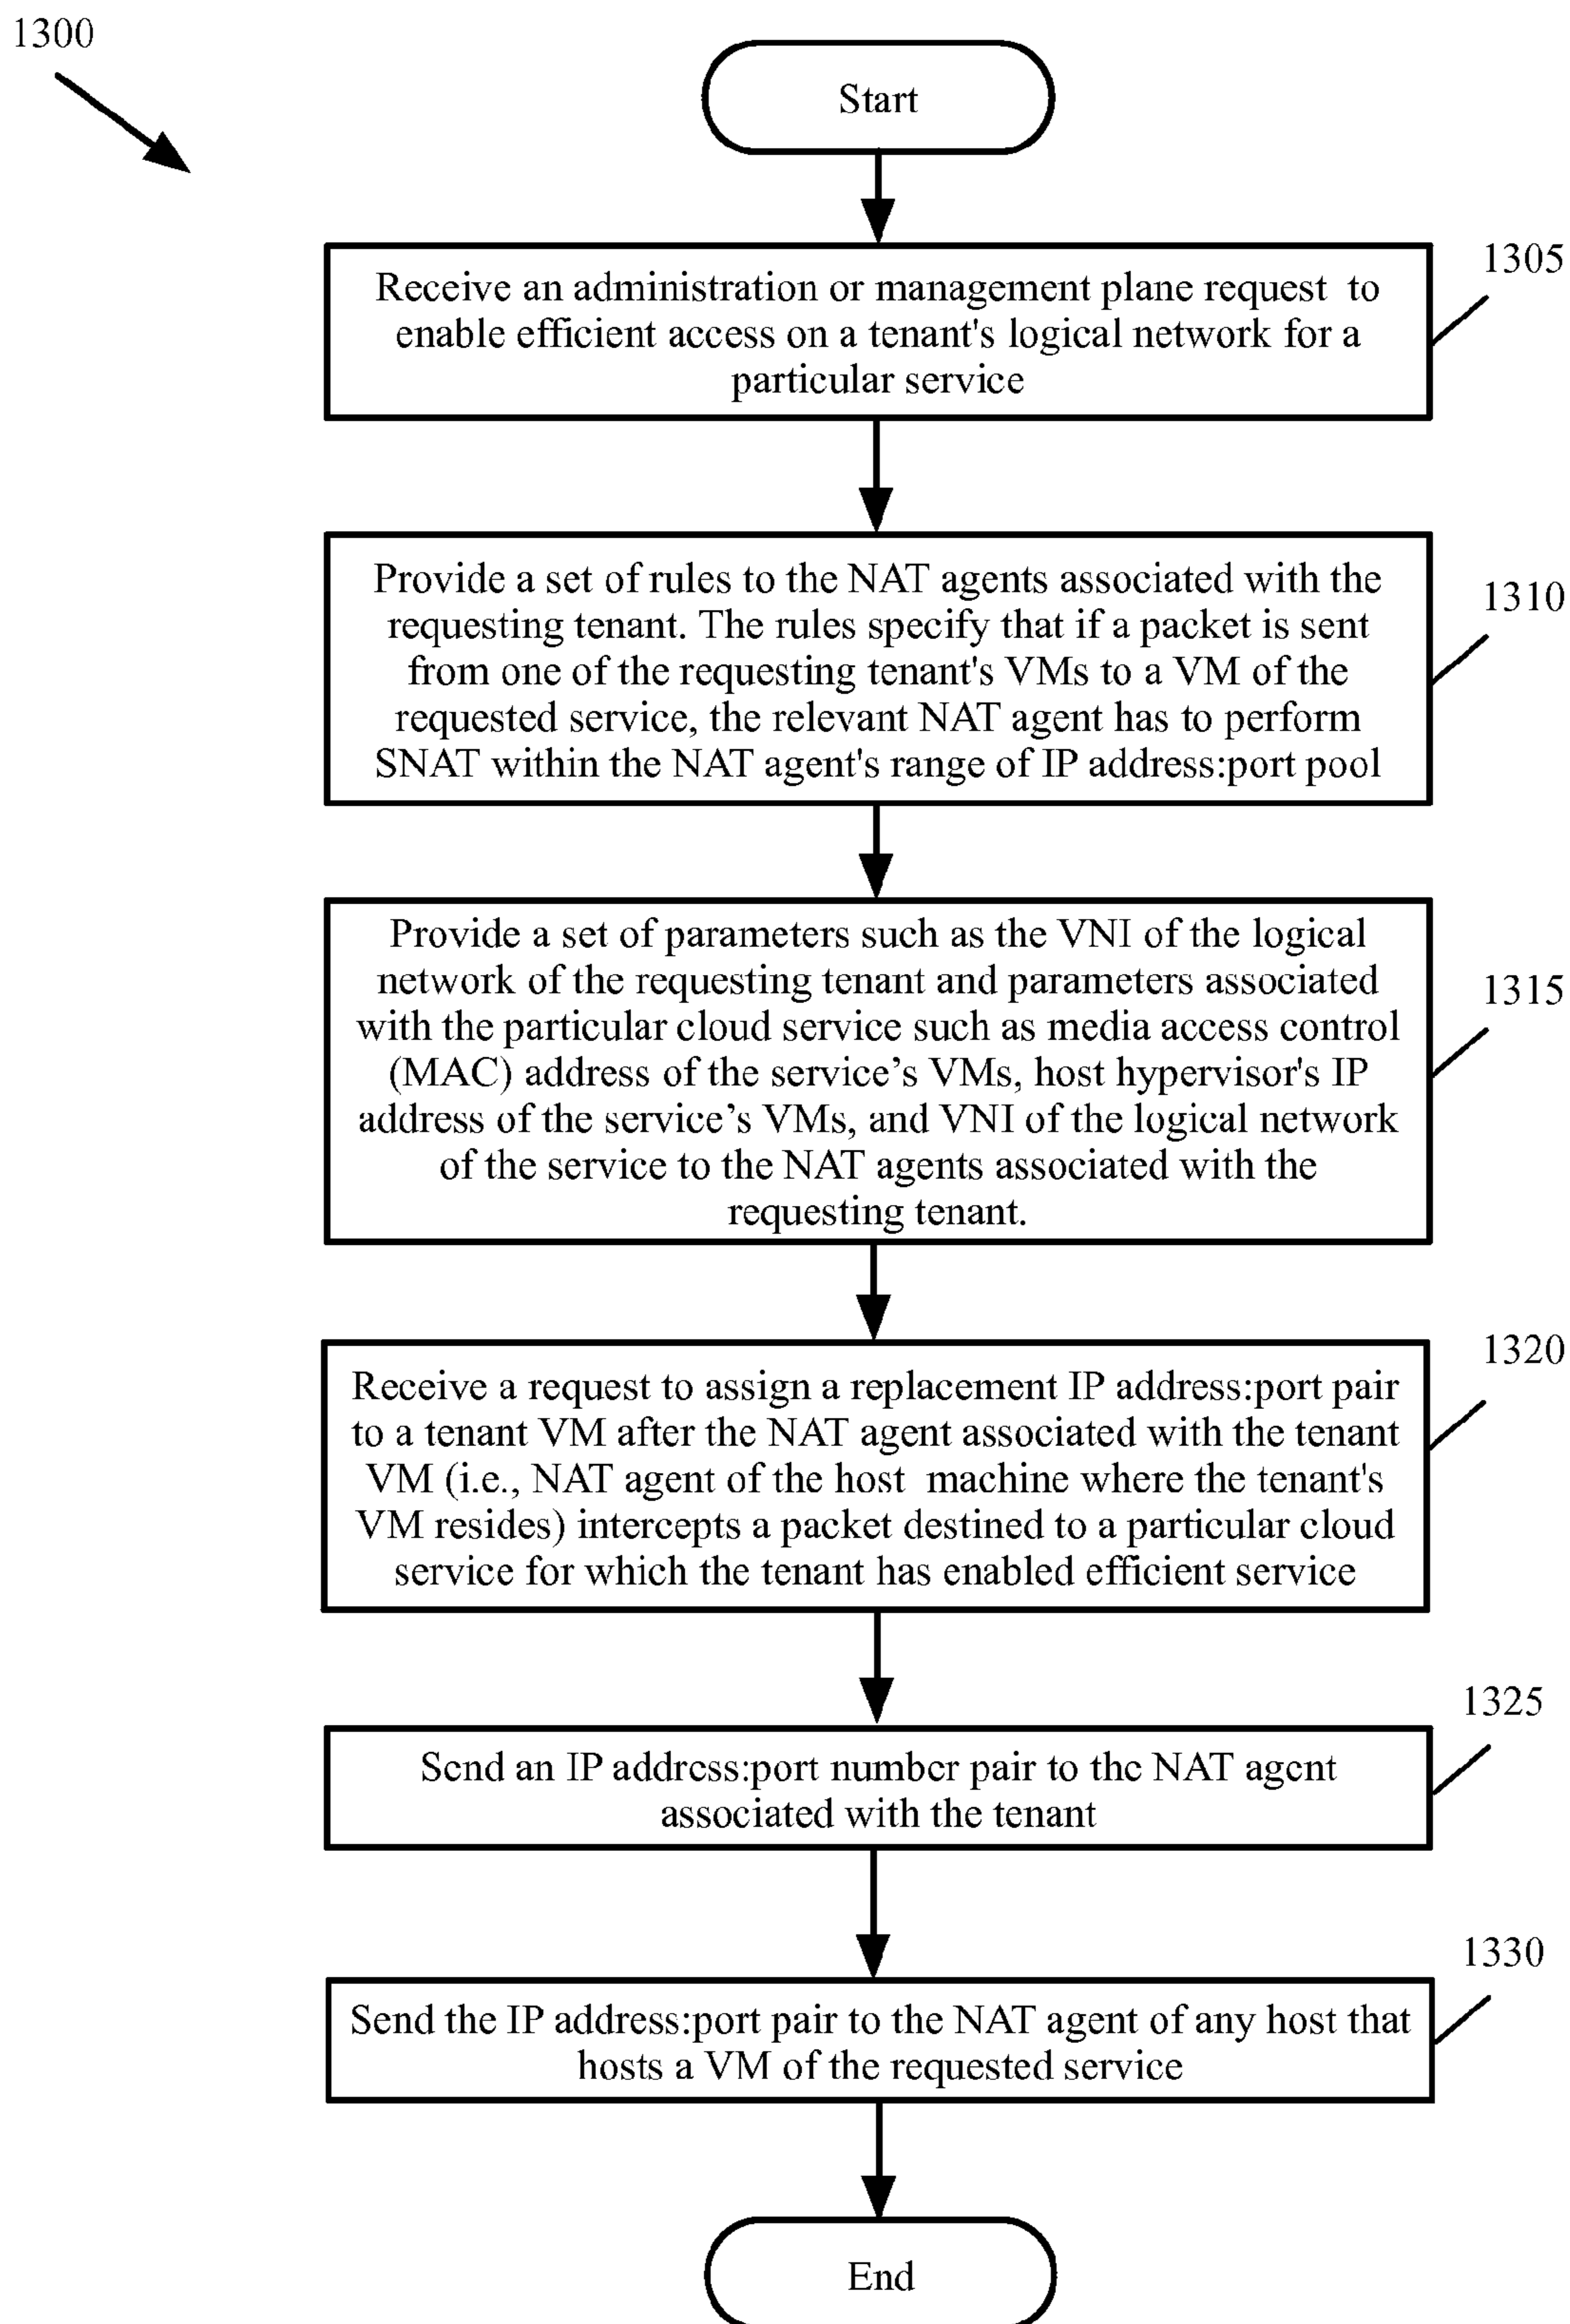 1300
Start
1305
Receive an administration or management plane request to
enable efficient access on a tenant's logical network for a
particular service
1310
Provide a set of rules to the NAT agents associated with the
requesting tenant. The rules specify that if a packet is sent
from one of the requesting tenant's VMs to a VM of the
requested service, the relevant NAT agent has to perform
SNAT within the NAT agent's range of IP address:port pool
1315
Provide a set of parameters such as the VNI of the logical
network of the requesting tenant and parameters associated
with the particular cloud service such as media access control
(MAC) address of the service’s VMs, host hypervisor's IP
address of the service’s VMs, and VNI of the logical network
of the service to the NAT agents associated with the
requesting tenant.
1320
Receive a request to assign a replacement IP address:port pair
to a tenant VM after the NAT agent associated with the tenant
VM (i.e., NAT agent of the host machine where the tenant's
VM resides) intercepts a packet destined to a particular cloud
service for which the tenant has enabled efficient service
1325
Send an IP address:port number pair to the NAT agent
associated with the tenant
1330
Send the IP address:port pair to the NAT agent of any host that
hosts a VM of the requested service
End